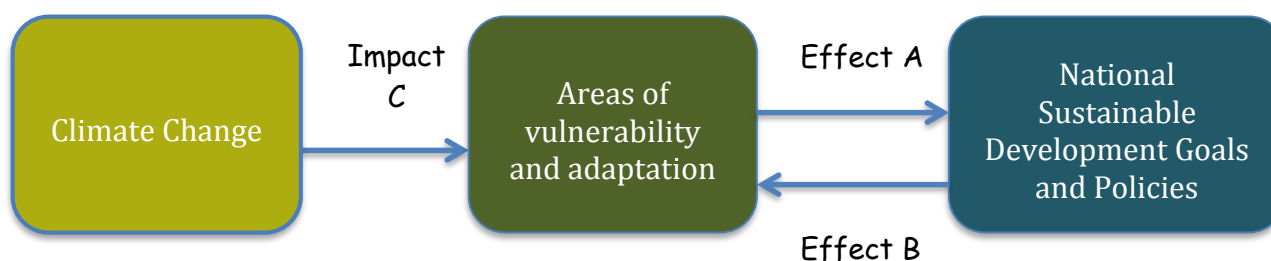 Climate Change
Impact
C
Areas of
vulnerability
and adaptation
Effect A
Effect B
National
Sustainable
Development Goals
and Policies